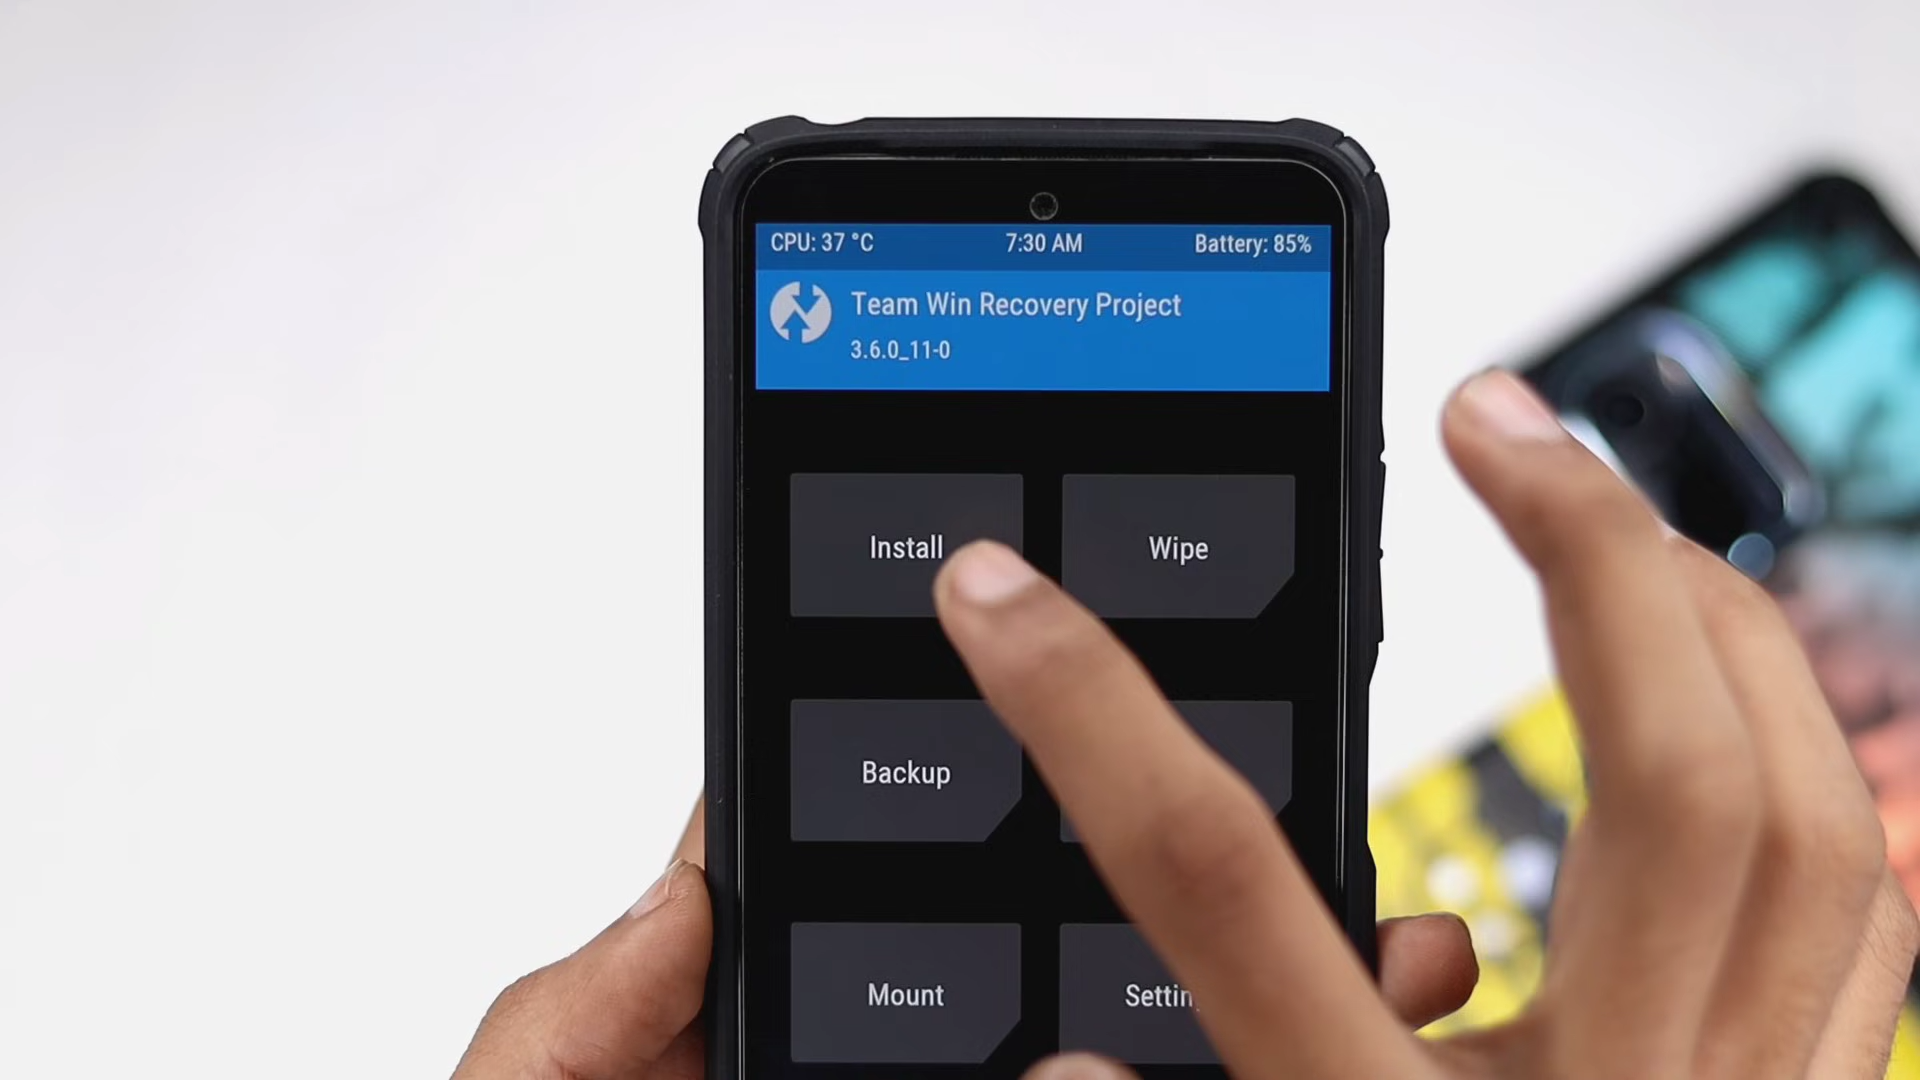 CPU: 37 °C 7:30 AM Battery: 85%
Team Win Recovery Project
3.6.0_11-0
Install Wipe
Backup
Mount Settin